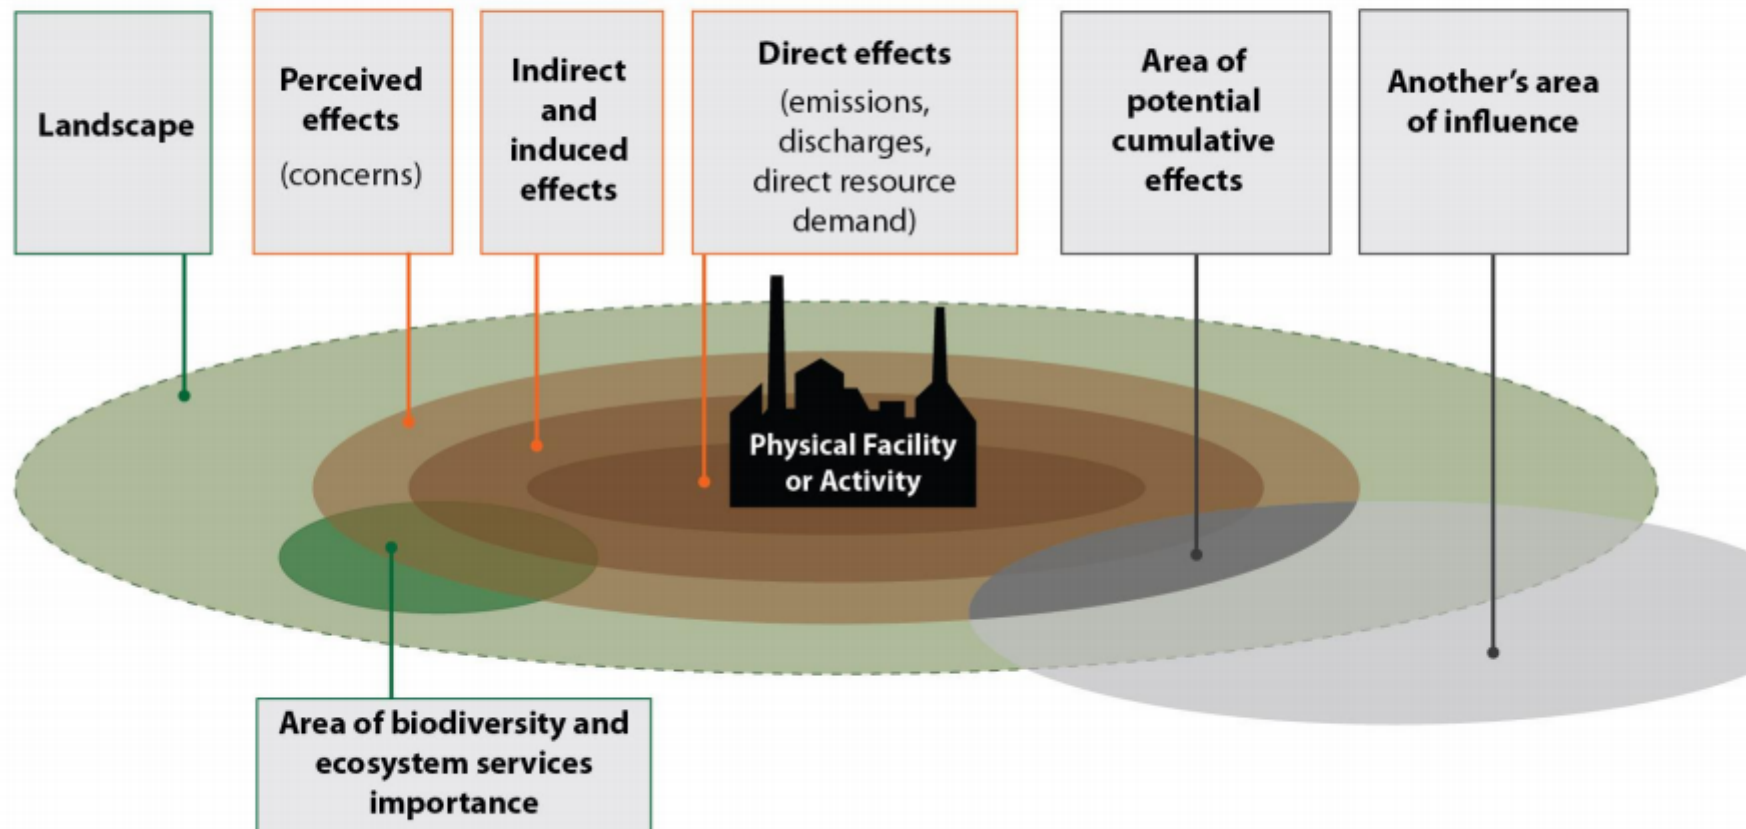 Landscape
Perceived
effects
(concerns)
Indirect
and
induced
effects
Direct effects
(emissions,
discharges,
direct resource
demand)
Area of
potential
cumulative
effects
Another’s area
of influence
Physical Facility
or Activity
Area of biodiversity and
ecosystem services
importance